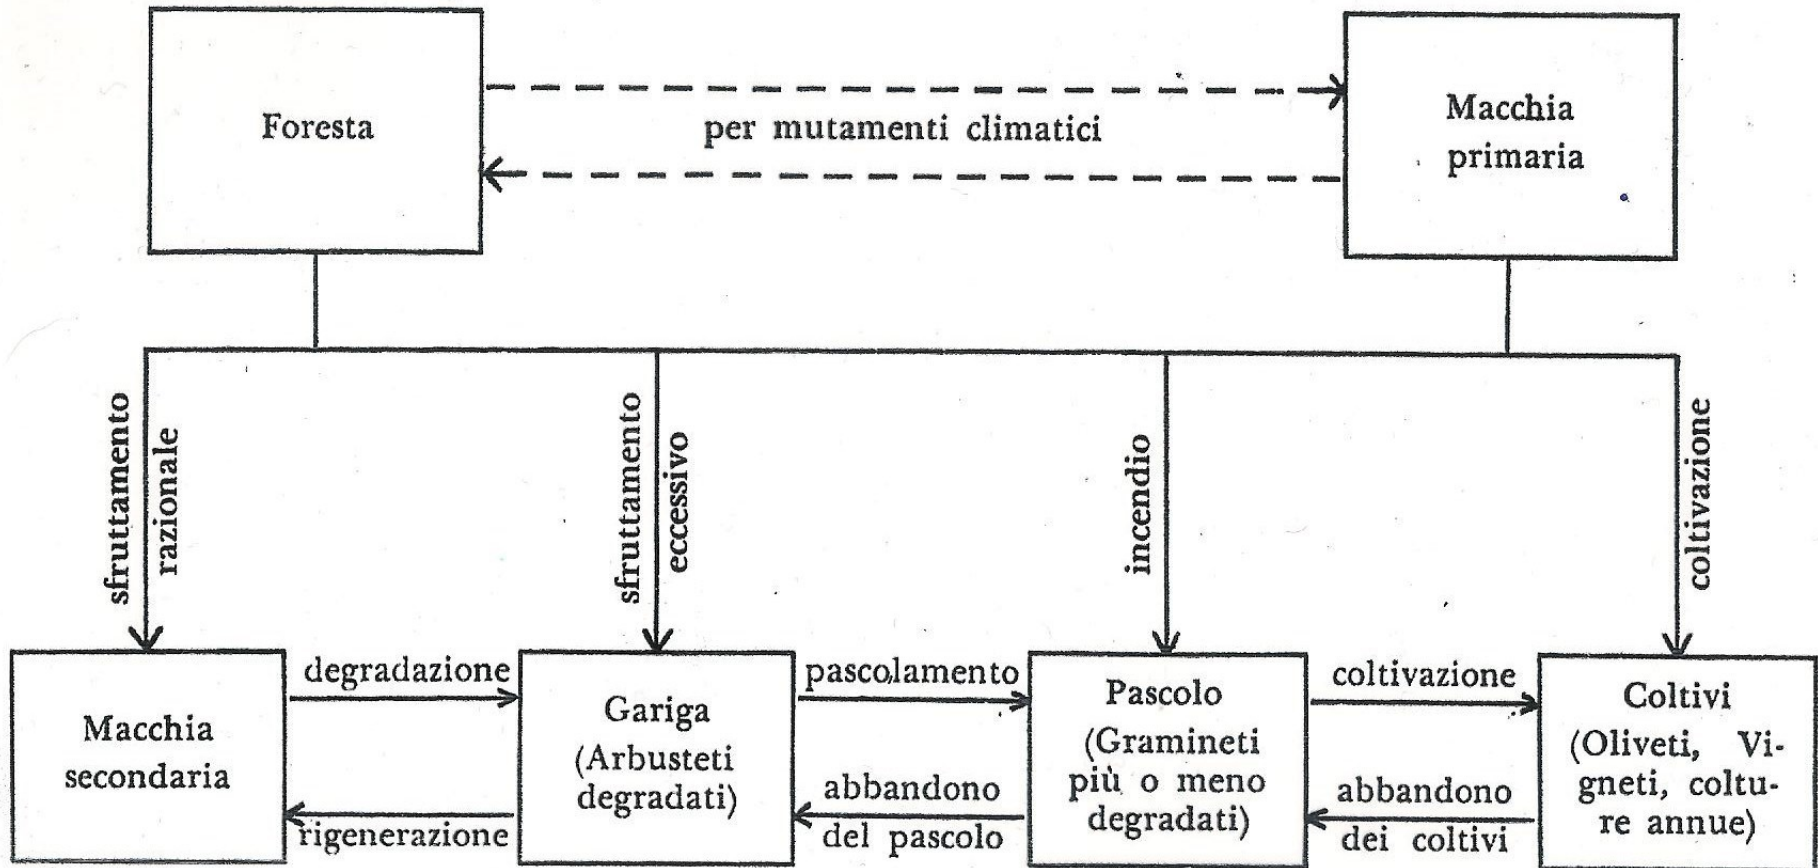 Foresta
per mutamenti climatici
Macchia
primaria
sfruttamento
razionale
sfruttamento
eccessivo
incendio
coltivazione
Macchia
secondaria
degradazione
rigenerazione
Gariga
(Arbusteti
degradati)
pascolamento
abbandono
del pascolo
Pascolo
(Gramineti
più o meno
degradati)
coltivazione
abbandono
dei coltivi
Coltivi
(Oliveti, Vi-
gneti, coltu-
re annue)